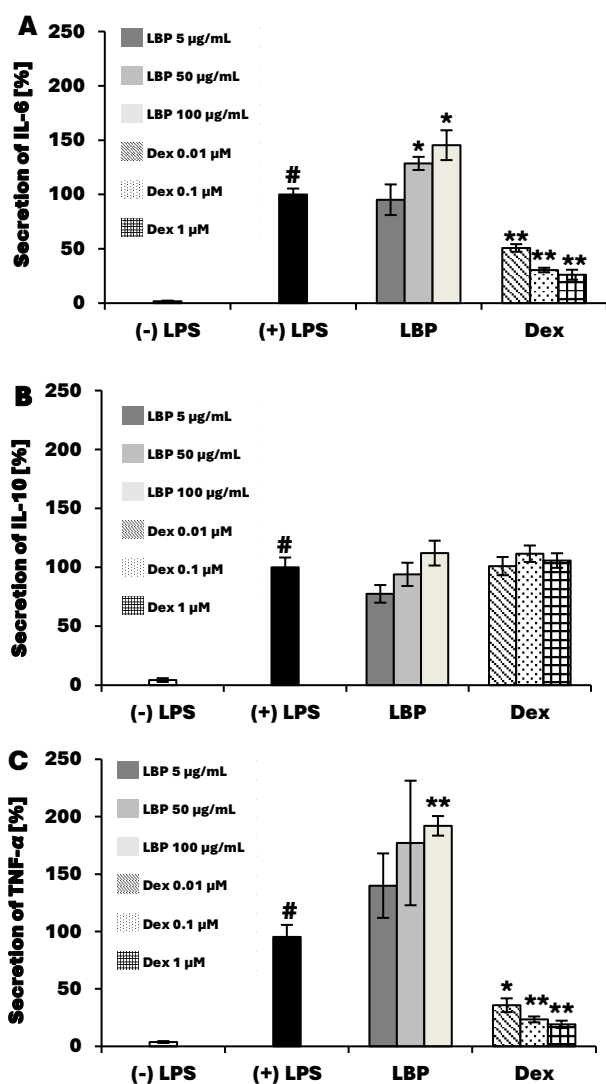 A
Secretion of IL-6 [%]
250
200
150
100
50
0
LBP 5 µg/mL
LBP 50 µg/mL
LBP 100 µg/mL
Dex 0.01 µM
Dex 0.1 µM
Dex 1 µM
#
*
*
**
**
**
(-) LPS
(+) LPS
LBP
Dex
B
Secretion of IL-10 [%]
250
200
150
100
50
0
LBP 5 µg/mL
LBP 50 µg/mL
LBP 100 µg/mL
Dex 0.01 µM
Dex 0.1 µM
Dex 1 µM
#
(-) LPS
(+) LPS
LBP
Dex
C
Secretion of TNF-α [%]
250
200
150
100
50
0
LBP 5 µg/mL
LBP 50 µg/mL
LBP 100 µg/mL
Dex 0.01 µM
Dex 0.1 µM
Dex 1 µM
#
**
*
**
**
(-) LPS
(+) LPS
LBP
Dex